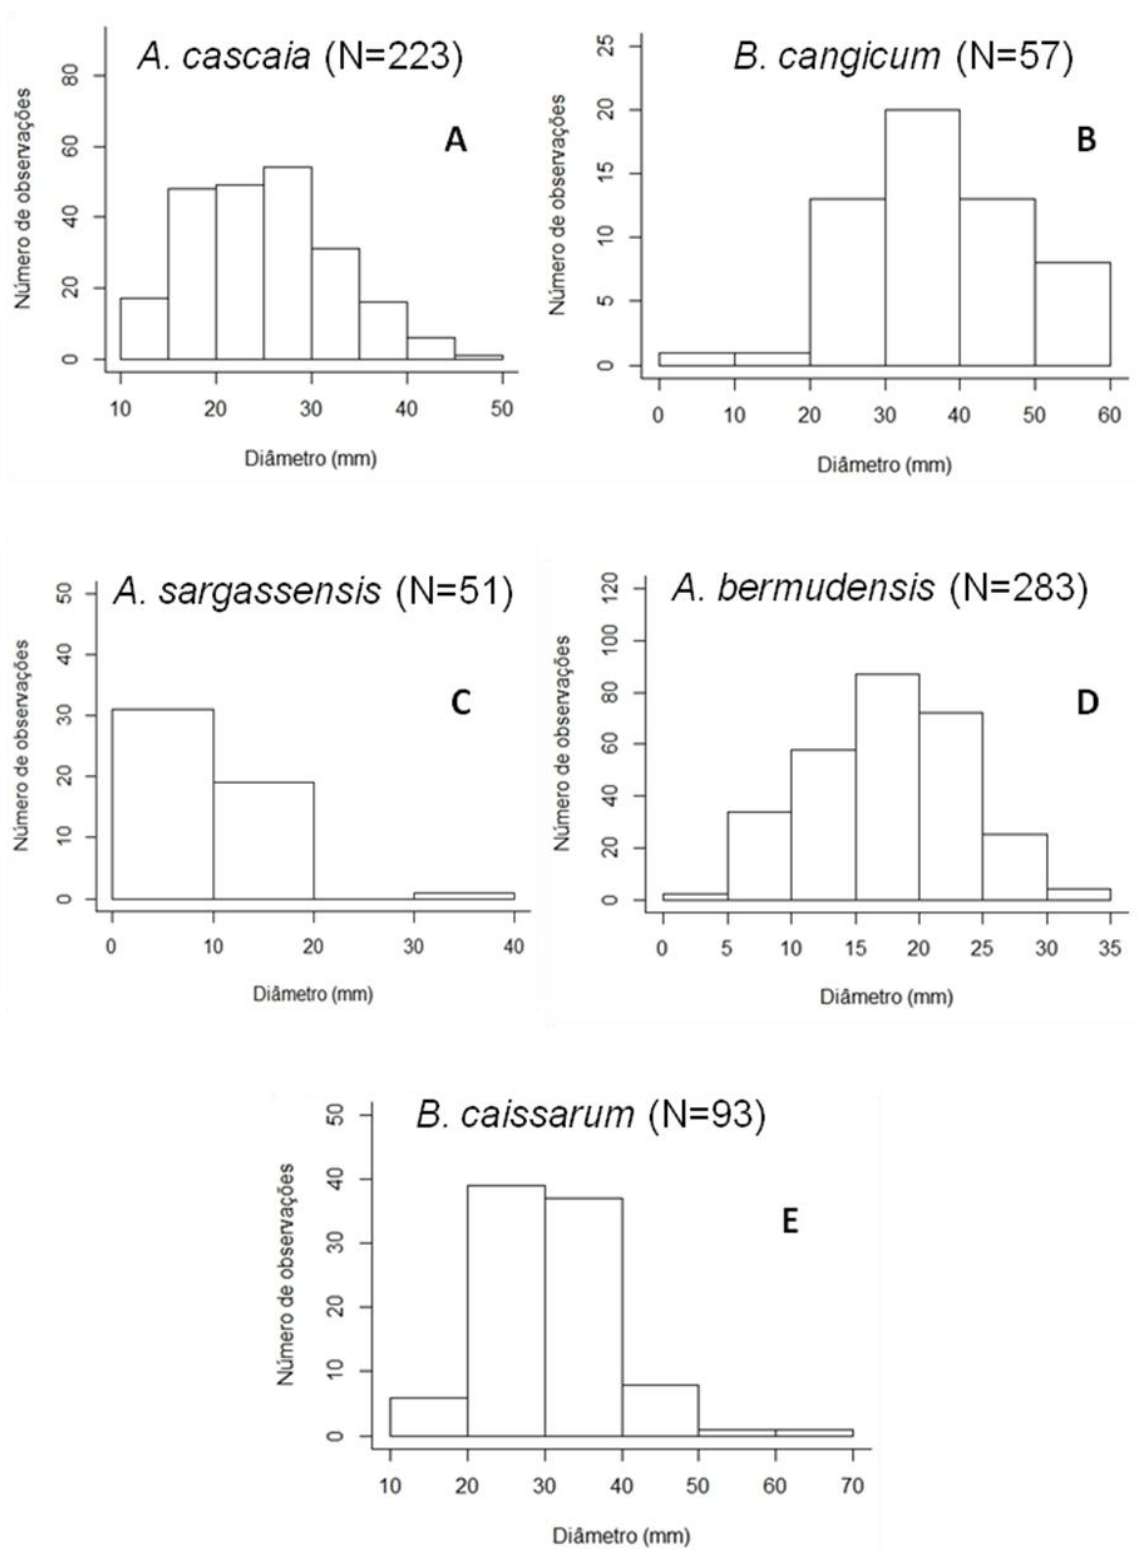 A. cascaia (N=223)
A
Número de observações
80
60
40
20
0
10 20 30 40 50
Diâmetro (mm)
B. cangicum (N=57)
B
Número de observações
25
20
15
10
5
0
0 10 20 30 40 50 60
Diâmetro (mm)
A. sargassensis (N=51)
C
Número de observações
50
40
30
20
10
0
0 10 20 30 40
Diâmetro (mm)
A. bermudensis (N=283)
D
Número de observações
120
100
80
60
40
20
0
0 5 10 15 20 25 30 35
Diâmetro (mm)
B. caissarum (N=93)
E
Número de observações
50
40
30
20
10
0
10 20 30 40 50 60 70
Diâmetro (mm)